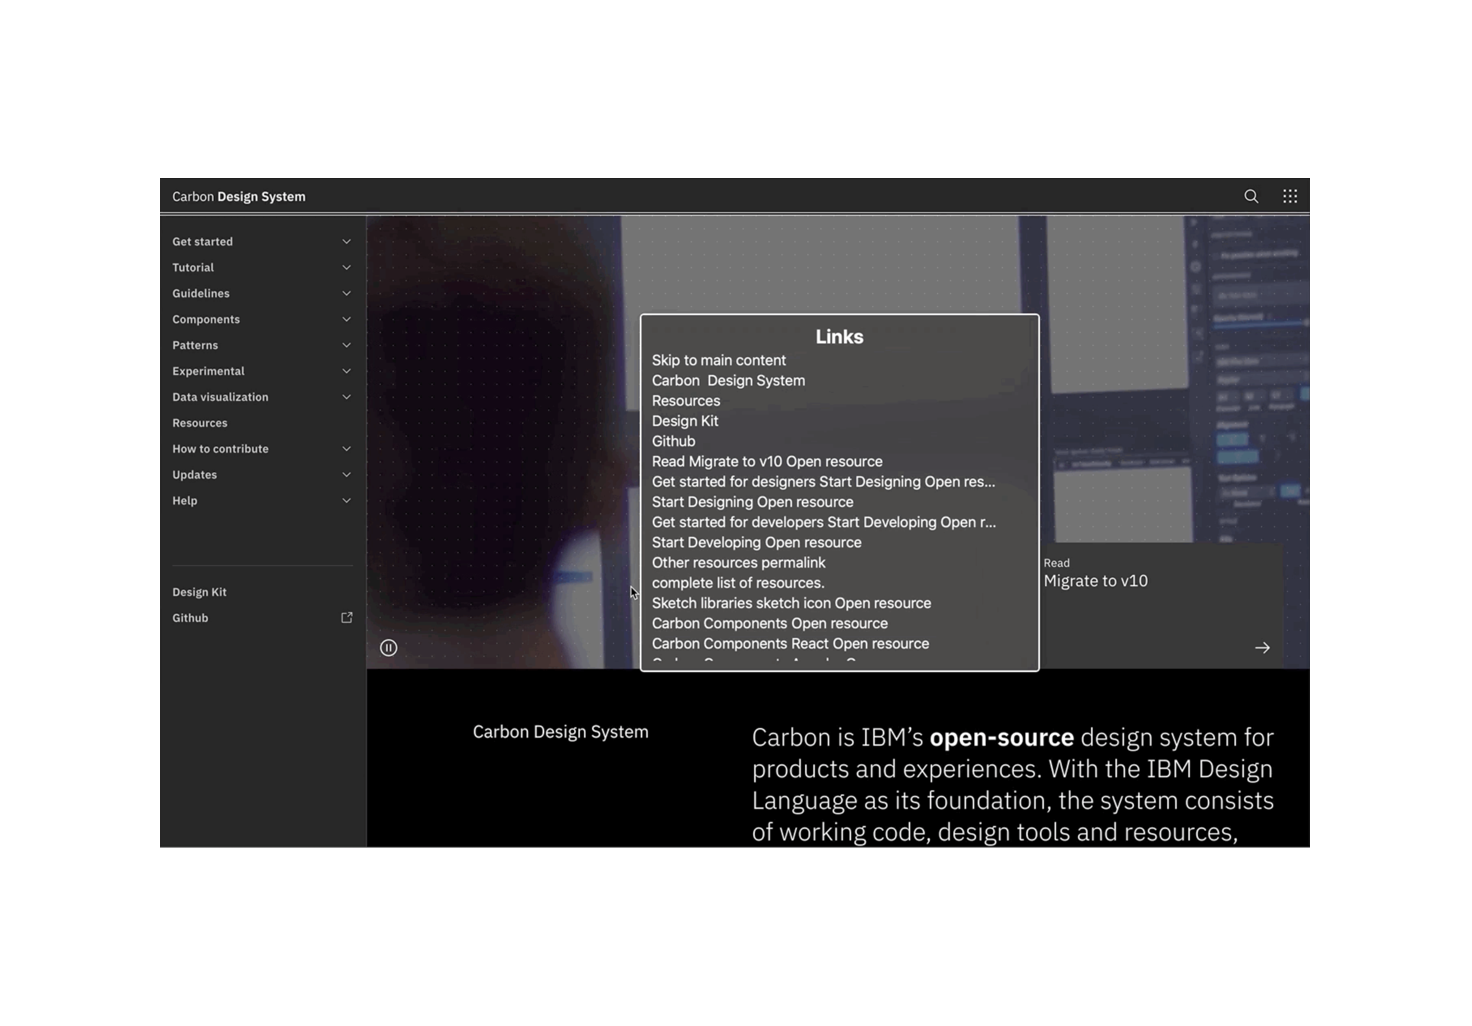 Carbon Design System
Get started
Tutorial
Guidelines
Components
Patterns
Experimental
Data visualization
Resources
How to contribute
Updates
Help
Design Kit
Github
Links
Skip to main content
Carbon Design System
Resources
Design Kit
Github
Read Migrate to v10 Open resource
Get started for designers Start Designing Open res...
Start Designing Open resource
Get started for developers Start Developing Open r...
Start Developing Open resource
Other resources permalink
complete list of resources.
Sketch libraries sketch icon Open resource
Carbon Components Open resource
Carbon Components React Open resource
Read
Migrate to v10
Carbon Design System
Carbon is IBM’s open-source design system for
products and experiences. With the IBM Design
Language as its foundation, the system consists
of working code, design tools and resources,